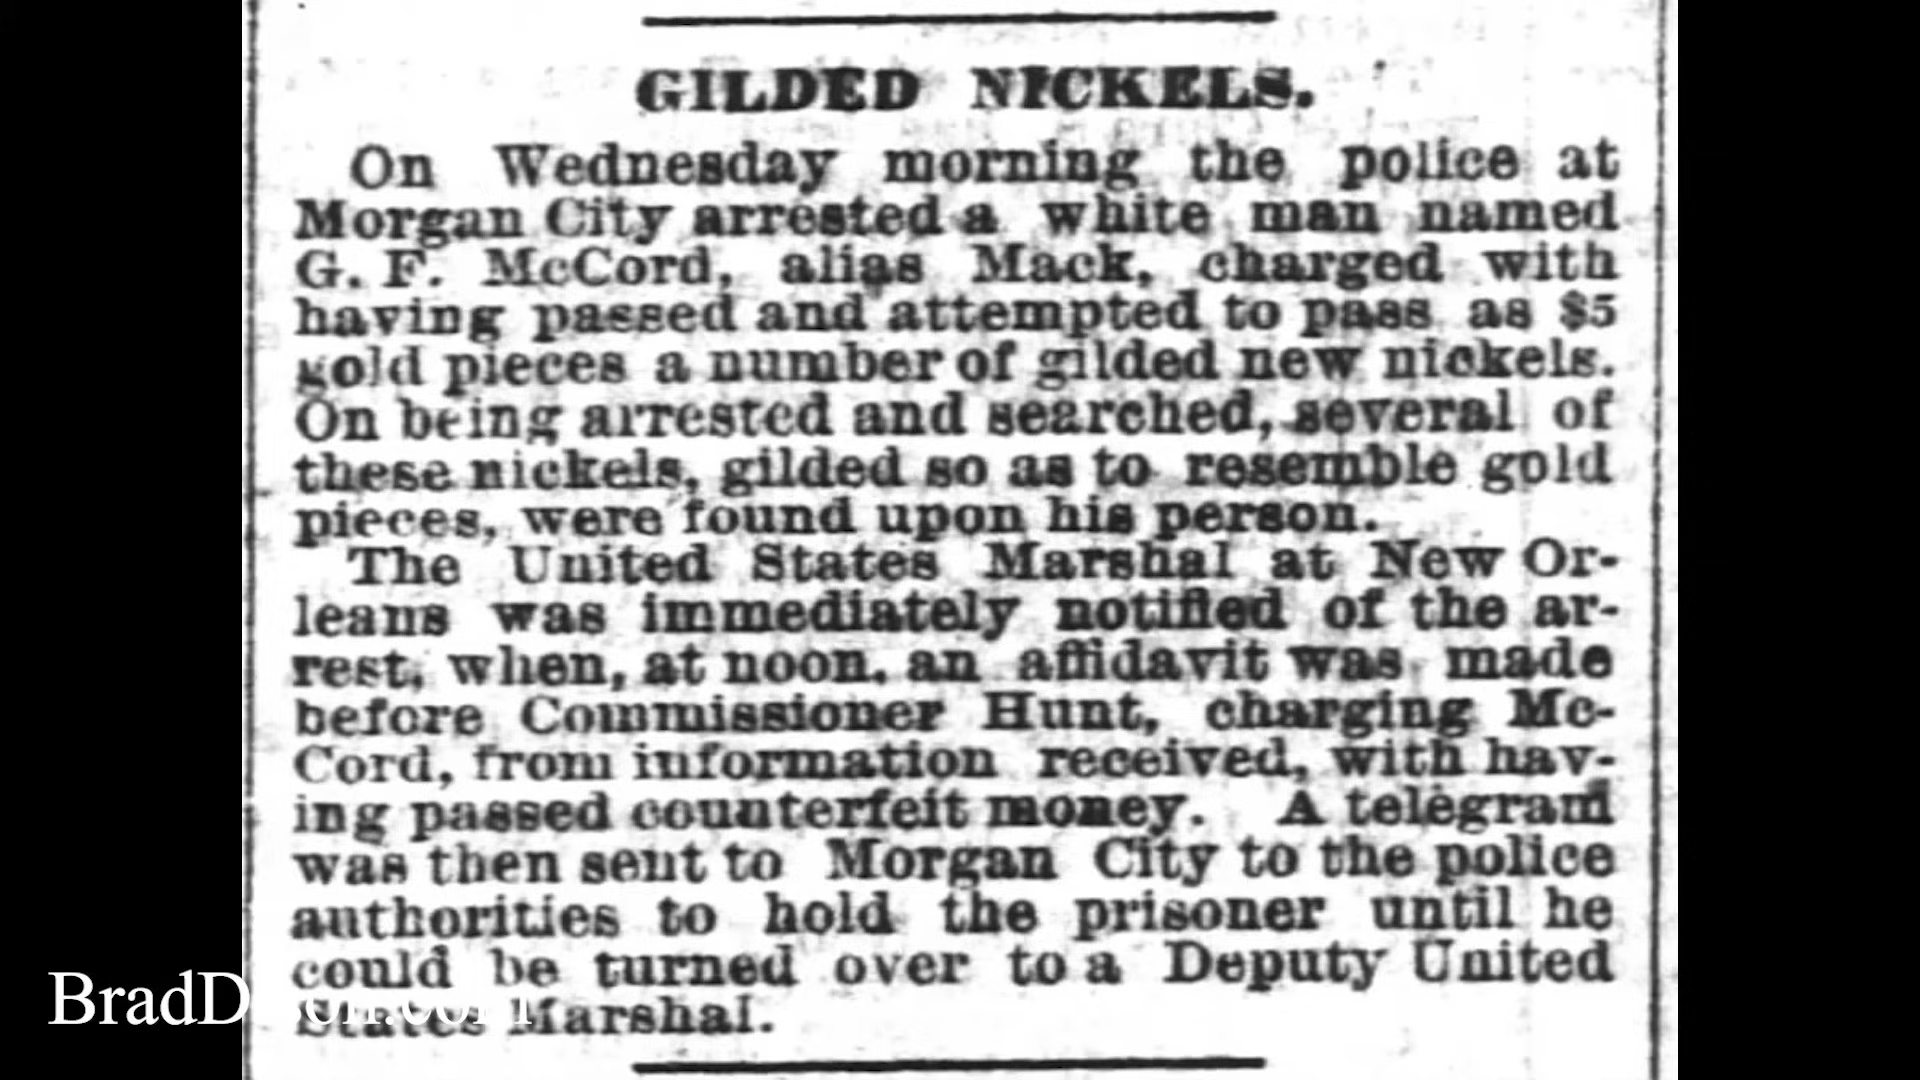 GILDED NICKELS.
On Wednesday morning the police at
Morgan City arrested a white man named
G. F. McCord, alias Mack, charged with
having passed and attempted to pass as $5
gold pieces a number of gilded new nickels.
On being arrested and searched, several of
these nickels, gilded so as to resemble gold
pieces, were found upon his person.
The United States Marshal at New Or-
leans was immediately notified of the ar-
rest, when, at noon, an affidavit was made
before Commissioner Hunt, charging Mc-
Cord, from information received, with hav-
ing passed counterfeit money. A telegram
was then sent to Morgan City to the police
authorities to hold the prisoner until he
could be turned over to a Deputy United
States Marshal.